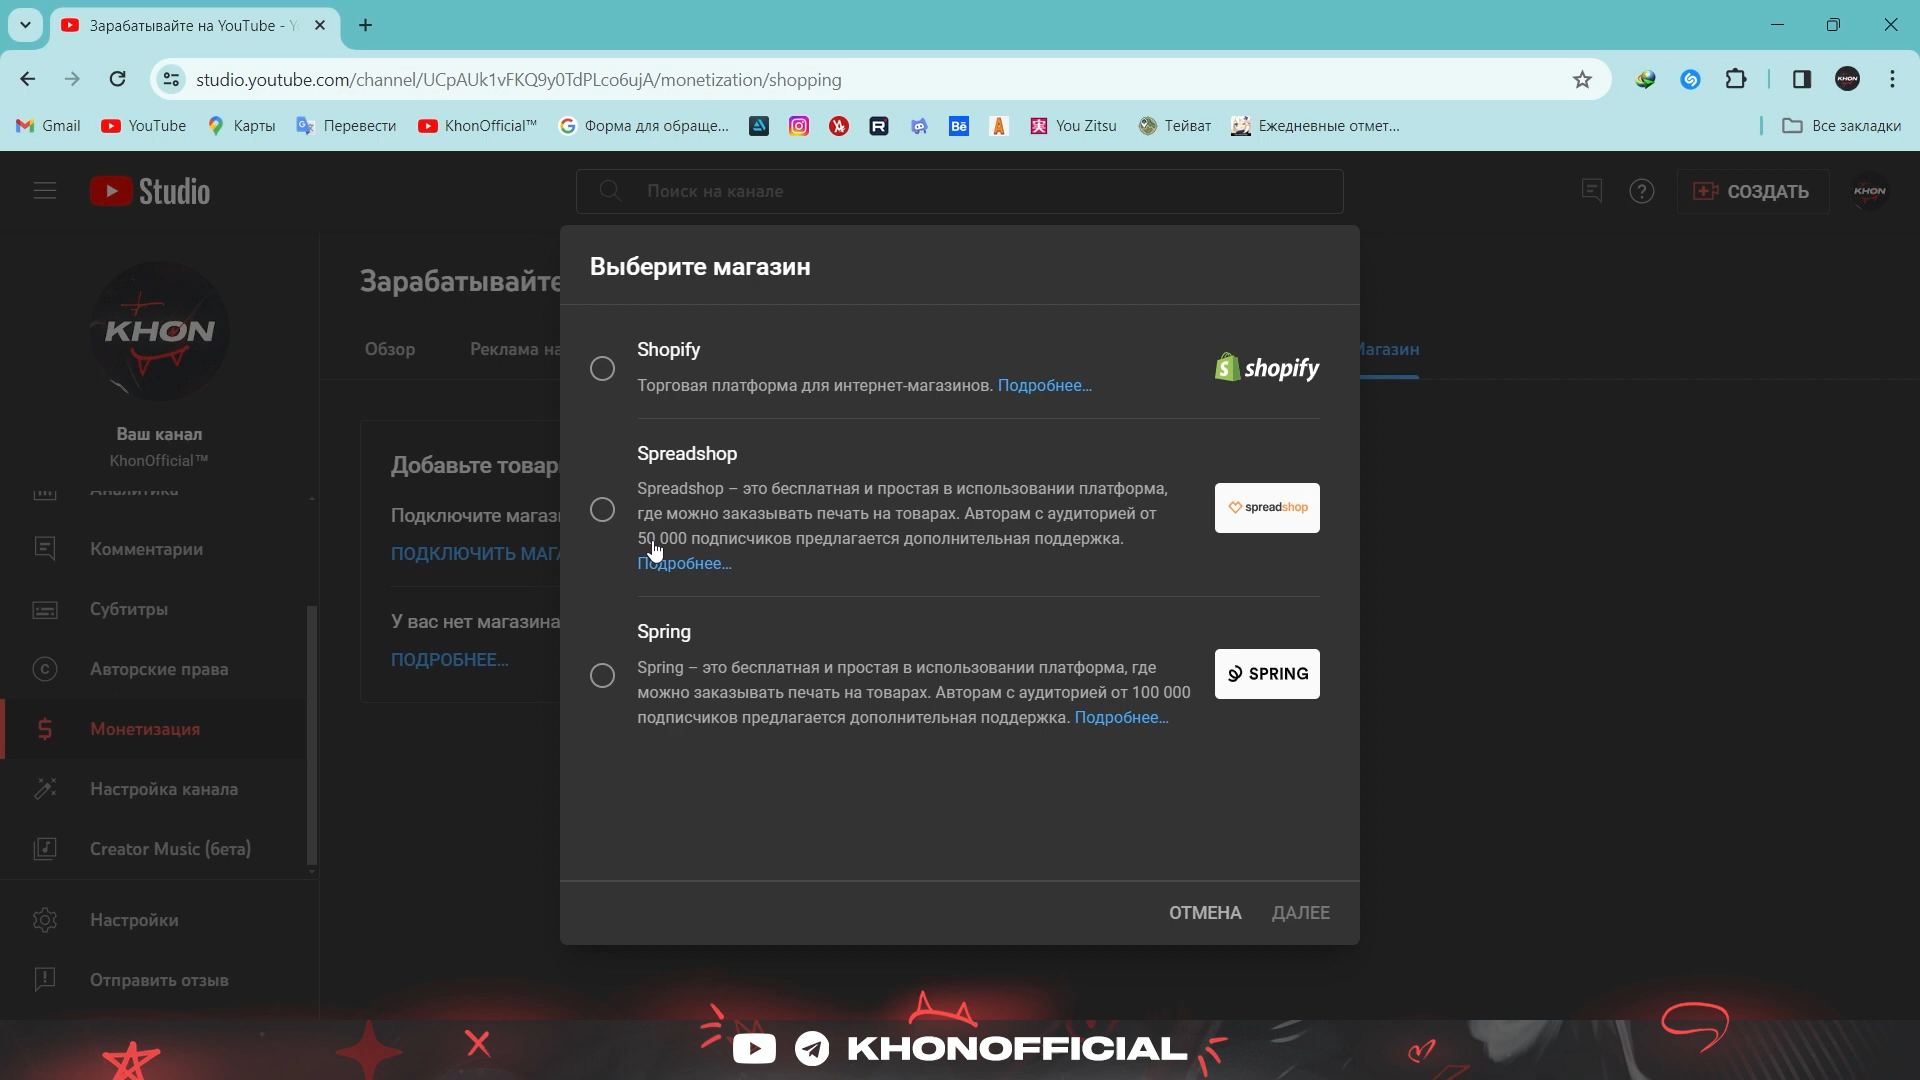 Зарабатывайте на YouTube - Y
studio.youtube.com/channel/UCpAUk1vFKQ9y0TdPLco6ujA/monetization/shopping
KHON
Gmail
YouTube
Карты
Перевести
KhonOfficial™
Форма для обраще...
Bē
You Zitsu
Тейват
Ежедневные отмет...
Все закладки
Studio
Поиск на канале
СОЗДАТЬ
KHON
KHON
Ваш канал
KhonOfficial™
Аналитика
Комментарии
Субтитры
Авторские права
Монетизация
Настройка канала
Creator Music (бета)
Настройки
Отправить отзыв
Зарабатывайте
Обзор
Реклама на
Магазин
Добавьте товар
Подключите магази
ПОДКЛЮЧИТЬ МАГА
У вас нет магазина
ПОДРОБНЕЕ...
Выберите магазин
Shopify
Торговая платформа для интернет-магазинов. Подробнее...
shopify
Spreadshop
Spreadshop – это бесплатная и простая в использовании платформа,
где можно заказывать печать на товарах. Авторам с аудиторией от
50 000 подписчиков предлагается дополнительная поддержка.
Подробнее...
spreadshop
Spring
Spring – это бесплатная и простая в использовании платформа, где
можно заказывать печать на товарах. Авторам с аудиторией от 100 000
подписчиков предлагается дополнительная поддержка. Подробнее...
SPRING
ОТМЕНА
ДАЛЕЕ
KHONOFFICIAL